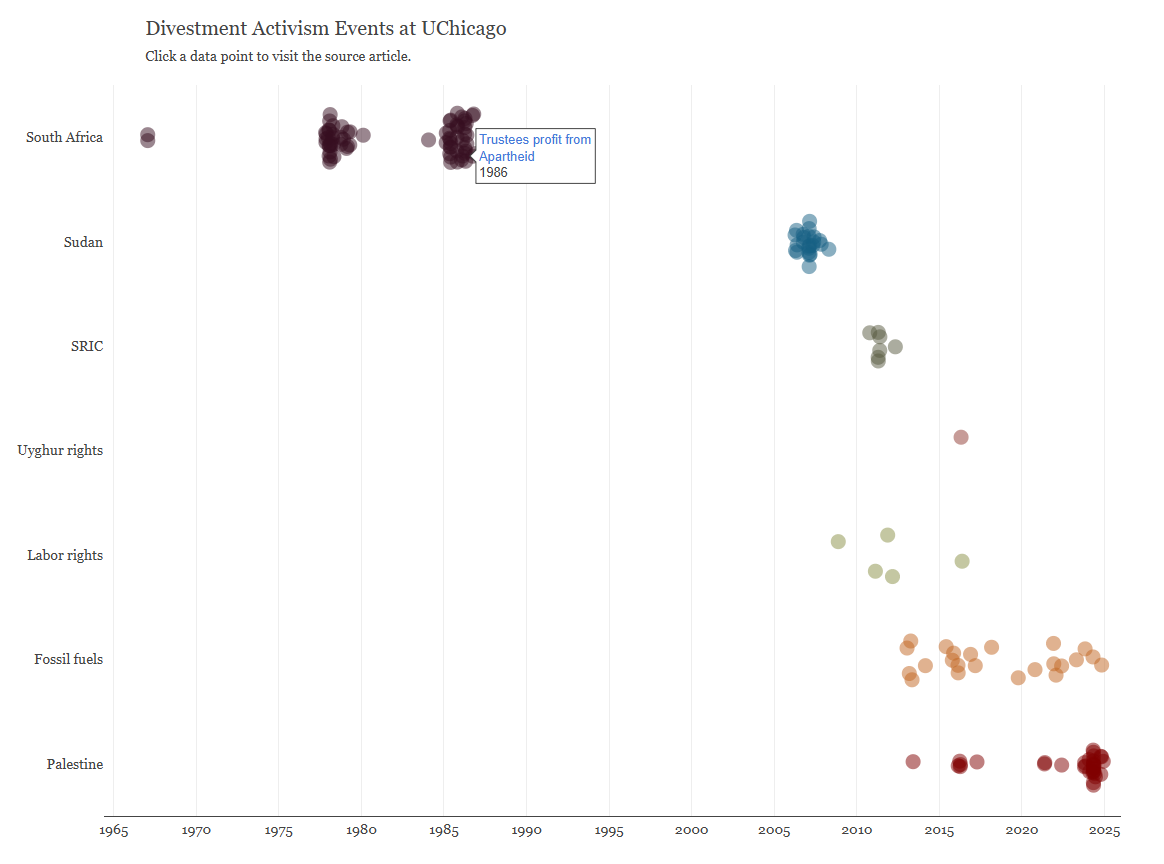 Divestment Activism Events at UChicago
Click a data point to visit the source article.
South Africa
Trustees profit from
Apartheid
1986
Sudan
SRIC
Uyghur rights
Labor rights
Fossil fuels
Palestine
1965 1970 1975 1980 1985 1990 1995 2000 2005 2010 2015 2020 2025